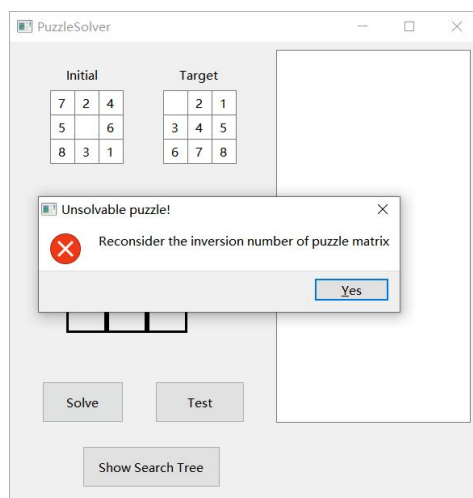 PuzzleSolver
Initial Target
7 2 4
5 6
8 3 1
2 1
3 4 5
6 7 8
Unsolvable puzzle!
Reconsider the inversion number of puzzle matrix
Yes
Solve Test
Show Search Tree